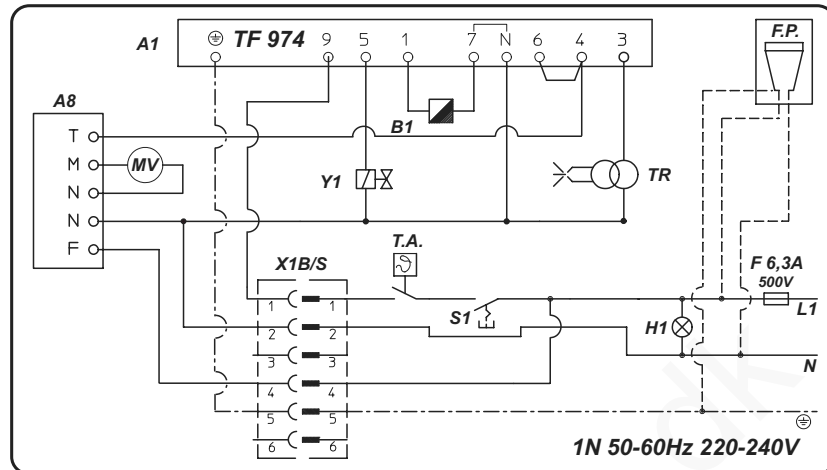 A1
TF 974
9 5 1 7 N 6 4 3
F.P.
A8
T
M
N
N
F
MV
B1
Y1
TR
T.A.
X1B/S
F 6,3A
500V
1 1
S1
L1
2 2
H1
3 3
N
4 4
5 5
6 6
1N 50-60Hz 220-240V
dk